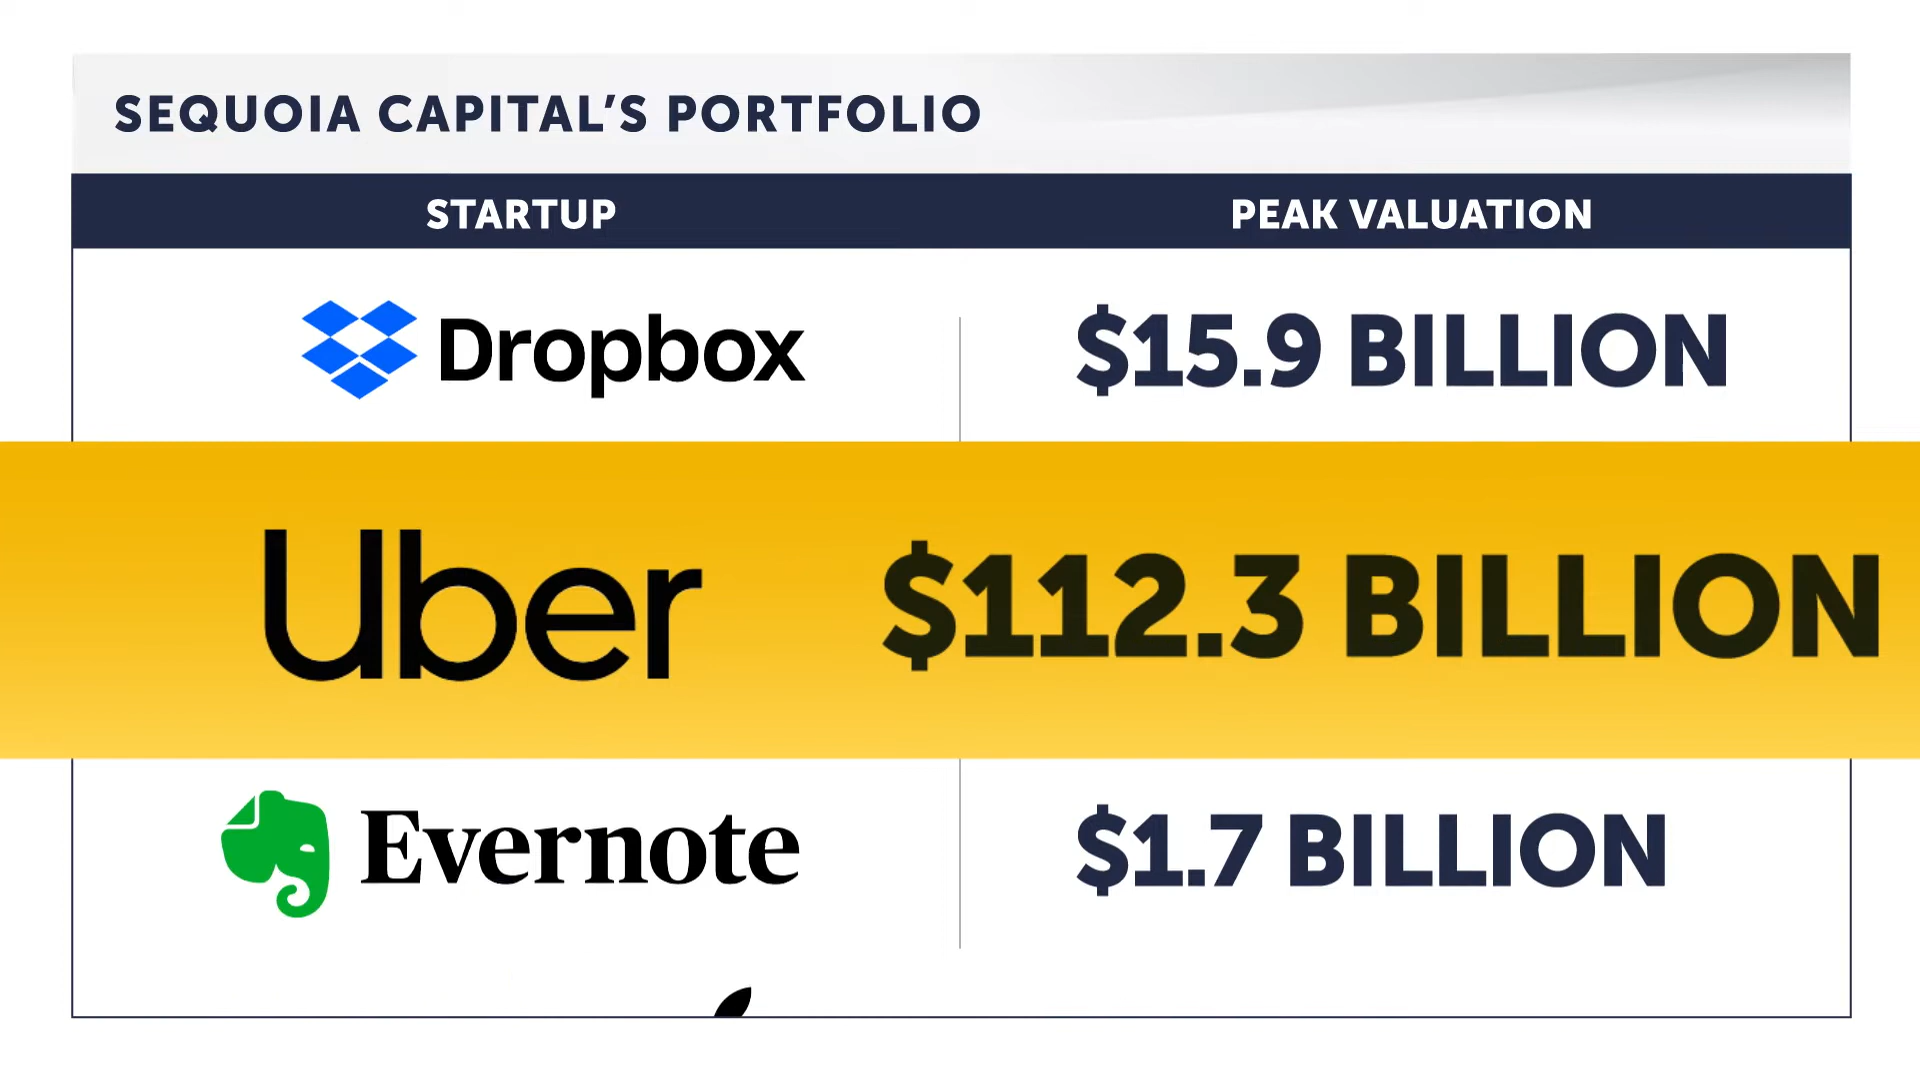 SEQUOIA CAPITAL’S PORTFOLIO
STARTUP PEAK VALUATION
Dropbox $15.9 BILLION
Uber $112.3 BILLION
Evernote $1.7 BILLION